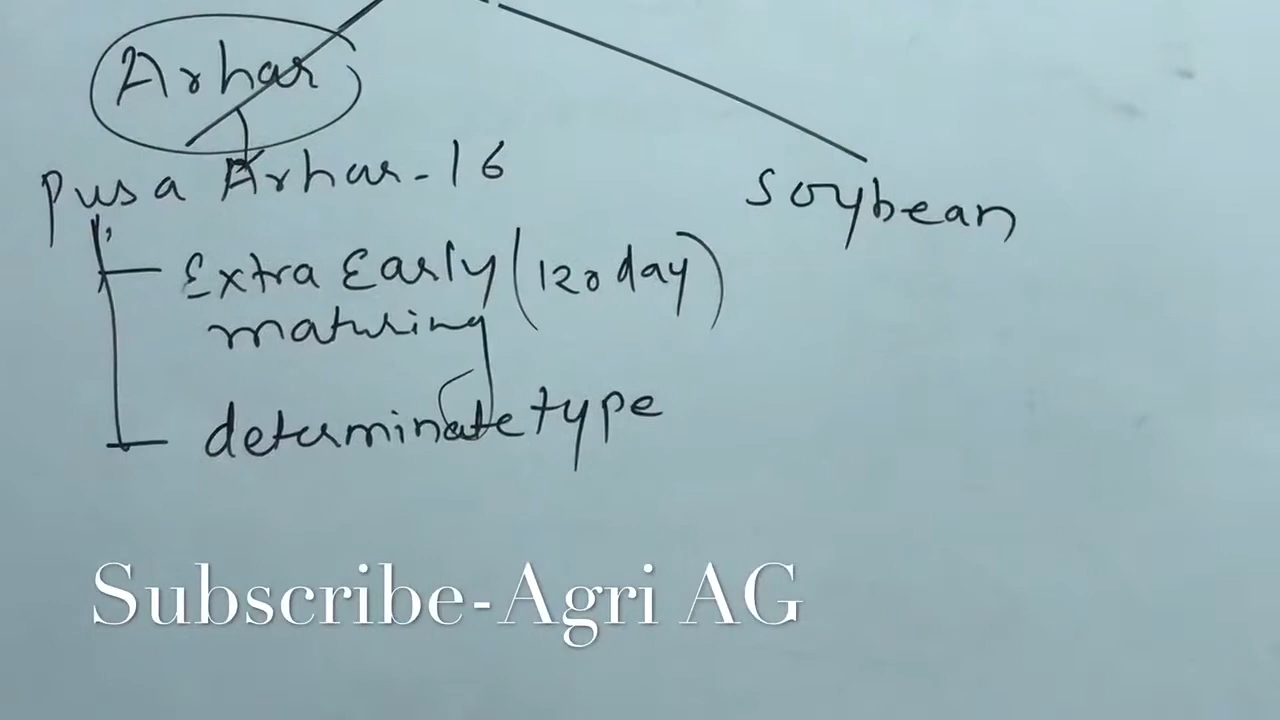 Arhar
Pusa Arhar-16
Soybean
Extra Early (120 day)
maturing
determinate type
Subscribe-Agri AG